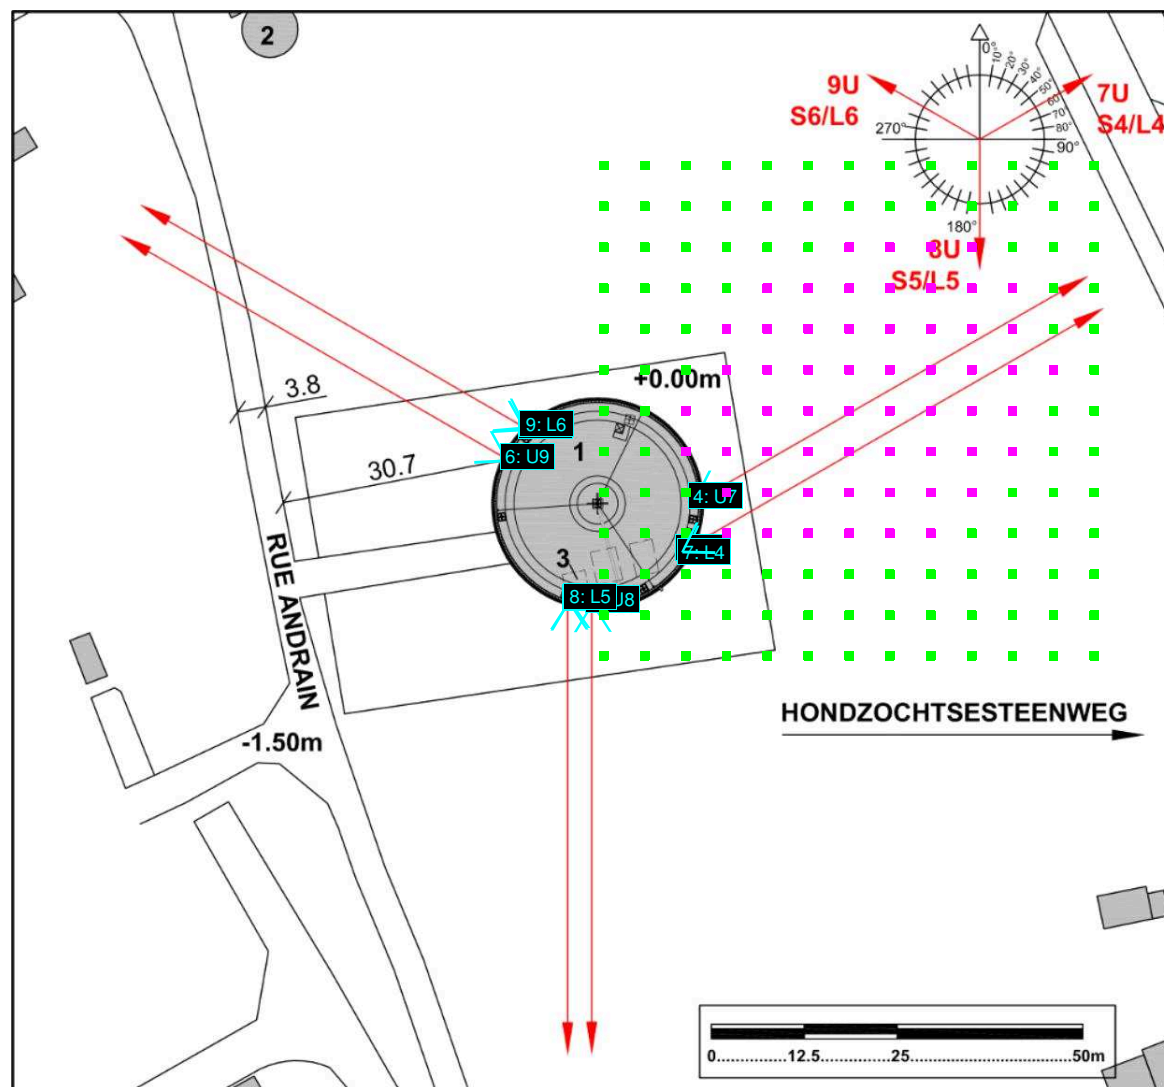 2
0°
10°
20°
30°
40°
50°
60°
70°
80°
90°
180°
270°
9U
S6/L6
7U
S4/L4
8U
S5/L5
3.8
+0.00m
9: L6
6: U9
1
30.7
4: U7
7: L4
3
8: L5
U8
RUE ANDRAIN
HONDZOCHTSESTEENWEG
-1.50m
0............12.5............25.............................50m